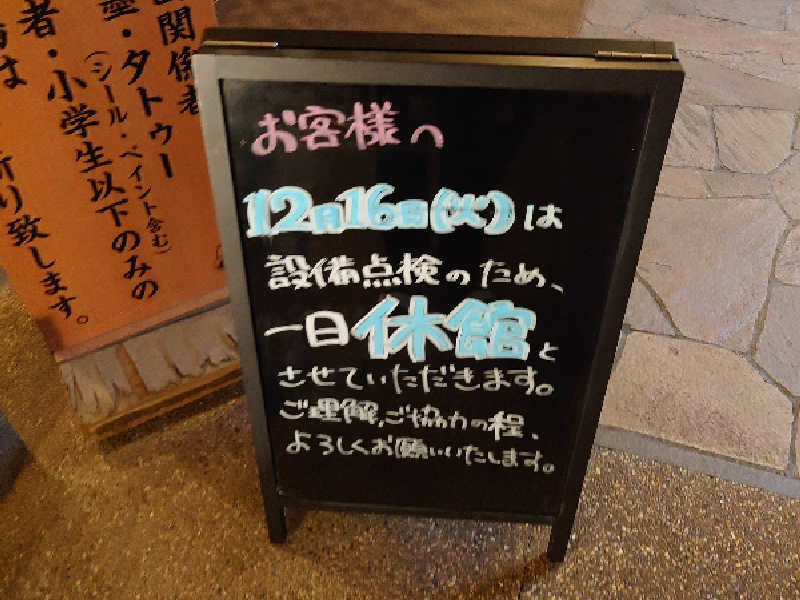 お客様へ
12月16日(火)は
設備点検のため、
一日休館と
させていただきます。
ご理解、ご協力の程、
よろしくお願いいたします。
関係者
・タトゥー
(シール・ペイント含む)
者・小学生以下のみの
り致します。